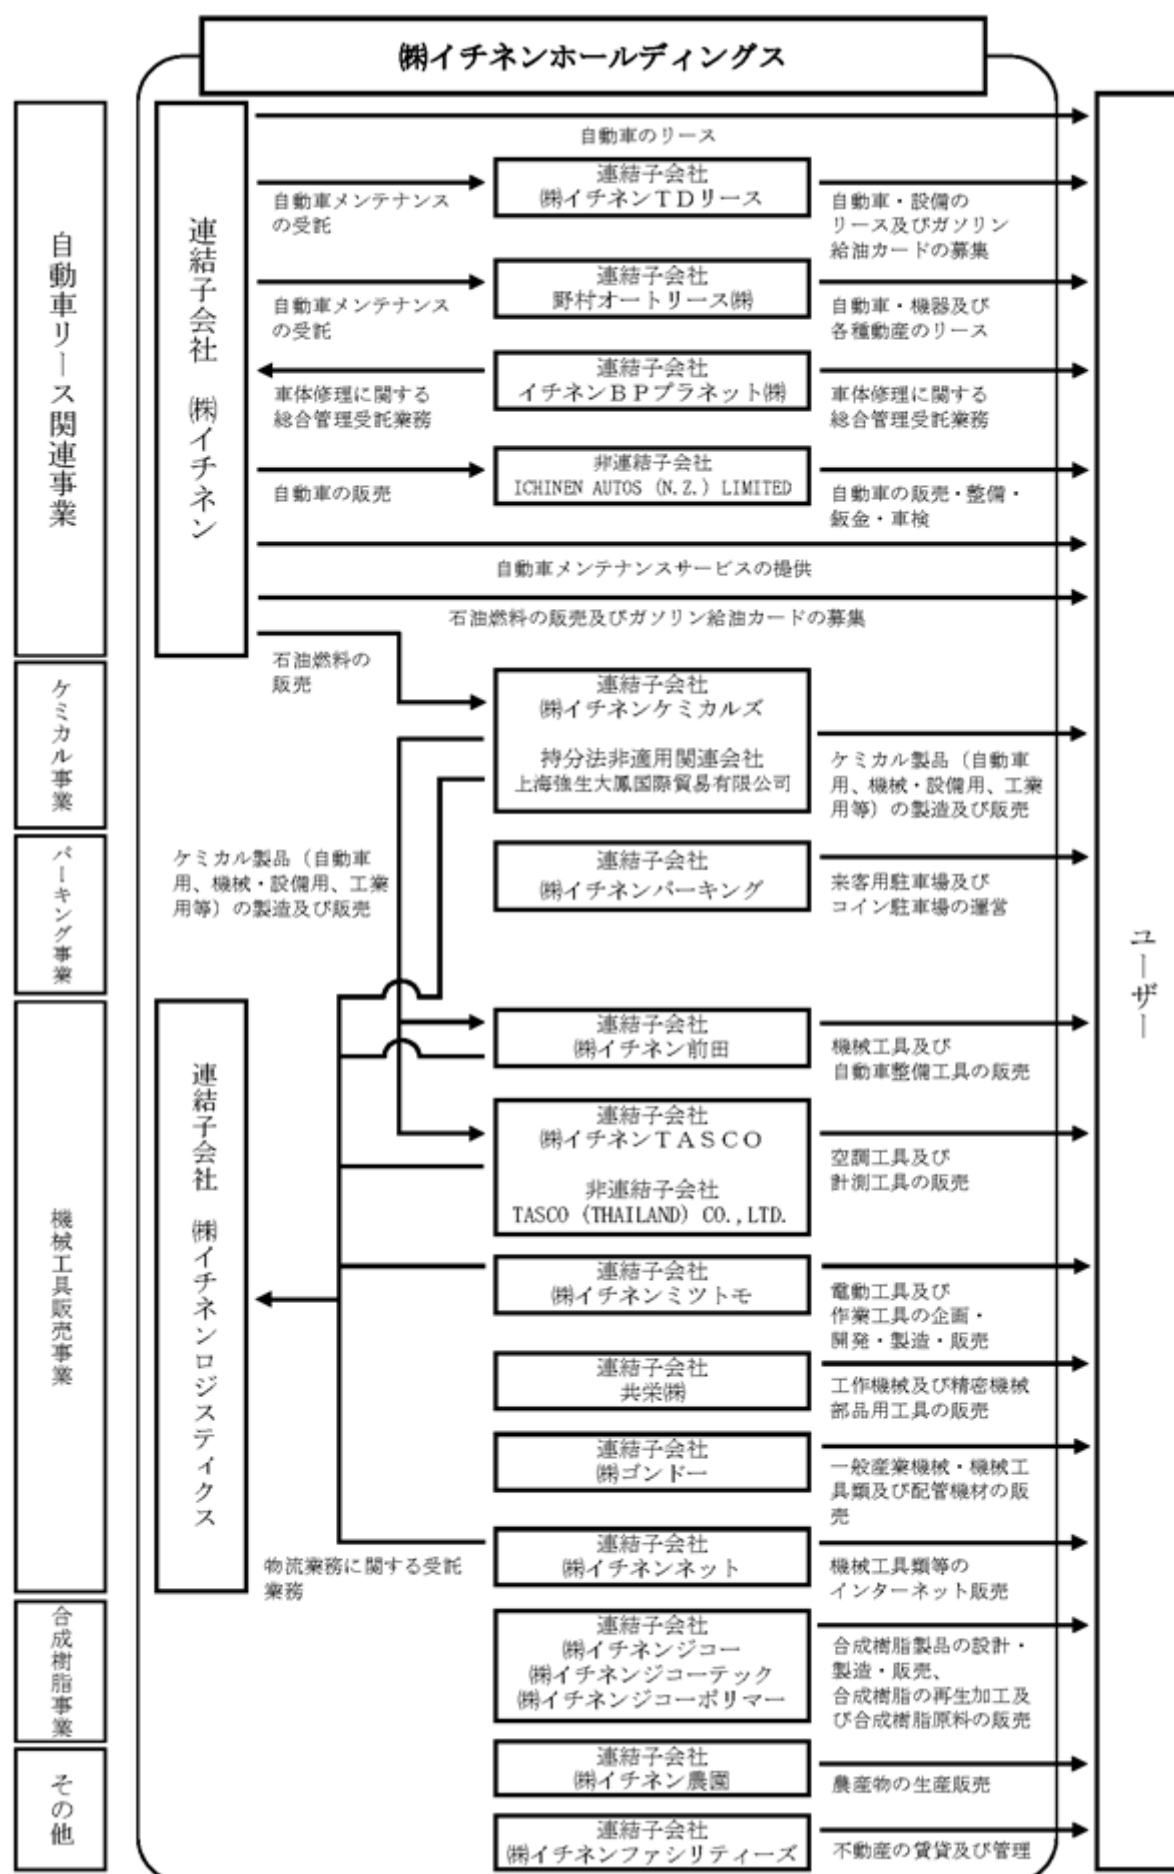 ㈱イチネンホールディングス
自動車リース関連事業
連結子会社 ㈱イチネン
自動車のリース
自動車メンテナンス
の受託
連結子会社
㈱イチネンＴＤリース
自動車・設備の
リース及びガソリン
給油カードの募集
自動車メンテナンス
の受託
連結子会社
野村オートリース㈱
自動車・機器及び
各種動産のリース
車体修理に関する
総合管理受託業務
連結子会社
イチネンＢＰプラネット㈱
車体修理に関する
総合管理受託業務
自動車の販売
非連結子会社
ICHINEN AUTOS (N.Z.) LIMITED
自動車の販売・整備・
鈑金・車検
自動車メンテナンスサービスの提供
石油燃料の販売及びガソリン給油カードの募集
石油燃料の
販売
ケミカル事業
連結子会社
㈱イチネンケミカルズ
持分法非適用関連会社
上海強生大鳳国際貿易有限公司
ケミカル製品（自動車
用、機械・設備用、工業
用等）の製造及び販売
パーキング事業
ケミカル製品（自動車
用、機械・設備用、工業
用等）の製造及び販売
連結子会社
㈱イチネンパーキング
来客用駐車場及び
コイン駐車場の運営
ユーザー
機械工具販売事業
連結子会社 ㈱イチネンロジスティクス
連結子会社
㈱イチネン前田
機械工具及び
自動車整備工具の販売
連結子会社
㈱イチネンＴＡＳＣＯ
非連結子会社
TASCO (THAILAND) CO.,LTD.
空調工具及び
計測工具の販売
連結子会社
㈱イチネンミツトモ
電動工具及び
作業工具の企画・
開発・製造・販売
連結子会社
共栄㈱
工作機械及び精密機械
部品用工具の販売
連結子会社
㈱ゴンドー
一般産業機械・機械工
具類及び配管機材の販
売
物流業務に関する受託
業務
連結子会社
㈱イチネンネット
機械工具類等の
インターネット販売
合成樹脂事業
連結子会社
㈱イチネンジコー
㈱イチネンジコーテック
㈱イチネンジコーポリマー
合成樹脂製品の設計・
製造・販売、
合成樹脂の再生加工及
び合成樹脂原料の販売
その他
連結子会社
㈱イチネン農園
農産物の生産販売
連結子会社
㈱イチネンファシリティーズ
不動産の賃貸及び管理